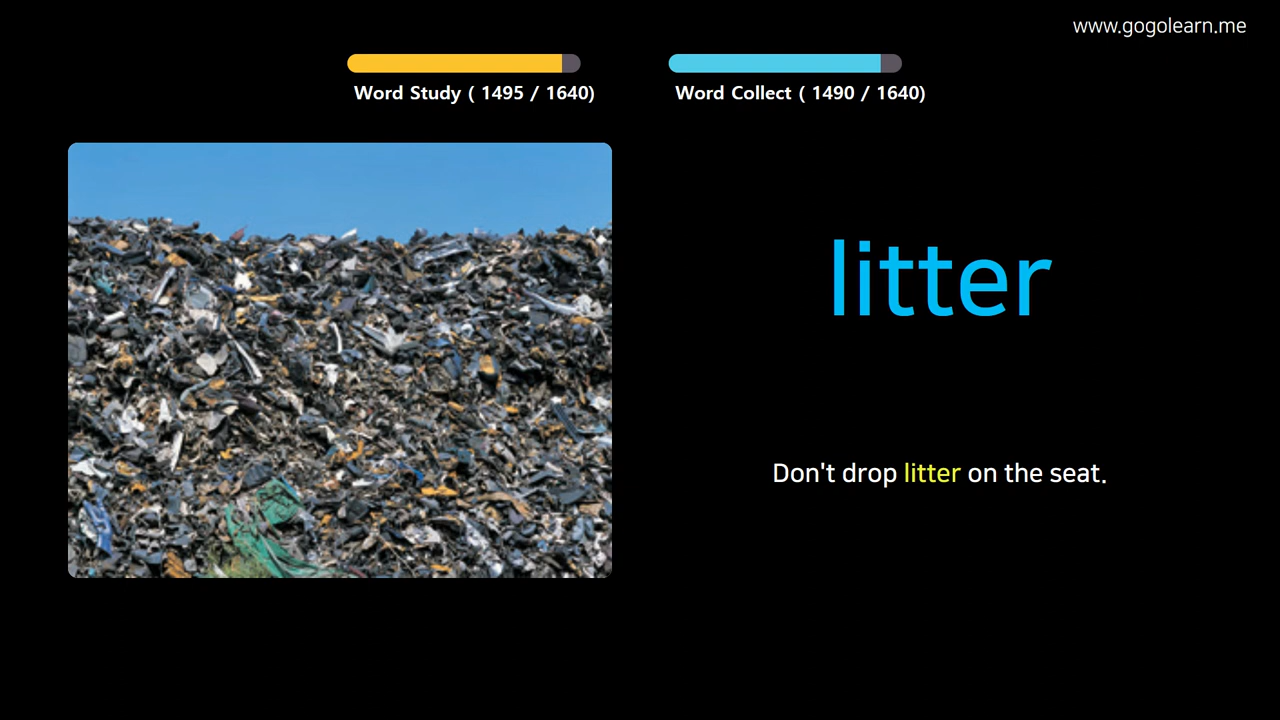 www.gogolearn.me
Word Study ( 1495 / 1640)
Word Collect ( 1490 / 1640)
litter
Don't drop litter on the seat.